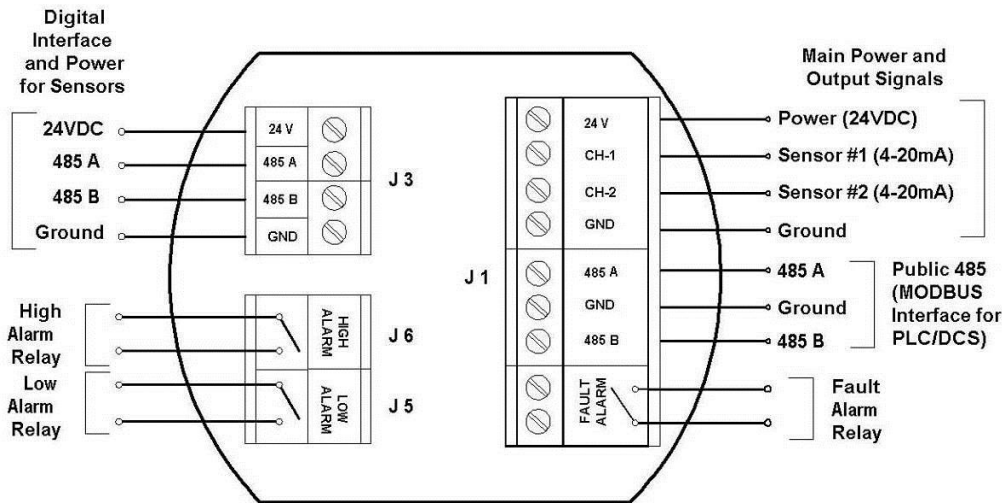 Digital
Interface
and Power
for Sensors
24VDC
485 A
485 B
Ground
24 V
485 A
485 B
GND
J 3
High
Alarm
Relay
HIGH
ALARM
J 6
Low
Alarm
Relay
LOW
ALARM
J 5
J 1
24 V
CH-1
CH-2
GND
485 A
GND
485 B
FAULT
ALARM
Main Power and
Output Signals
Power (24VDC)
Sensor #1 (4-20mA)
Sensor #2 (4-20mA)
Ground
485 A
Ground
485 B
Public 485
(MODBUS
Interface for
PLC/DCS)
Fault
Alarm
Relay